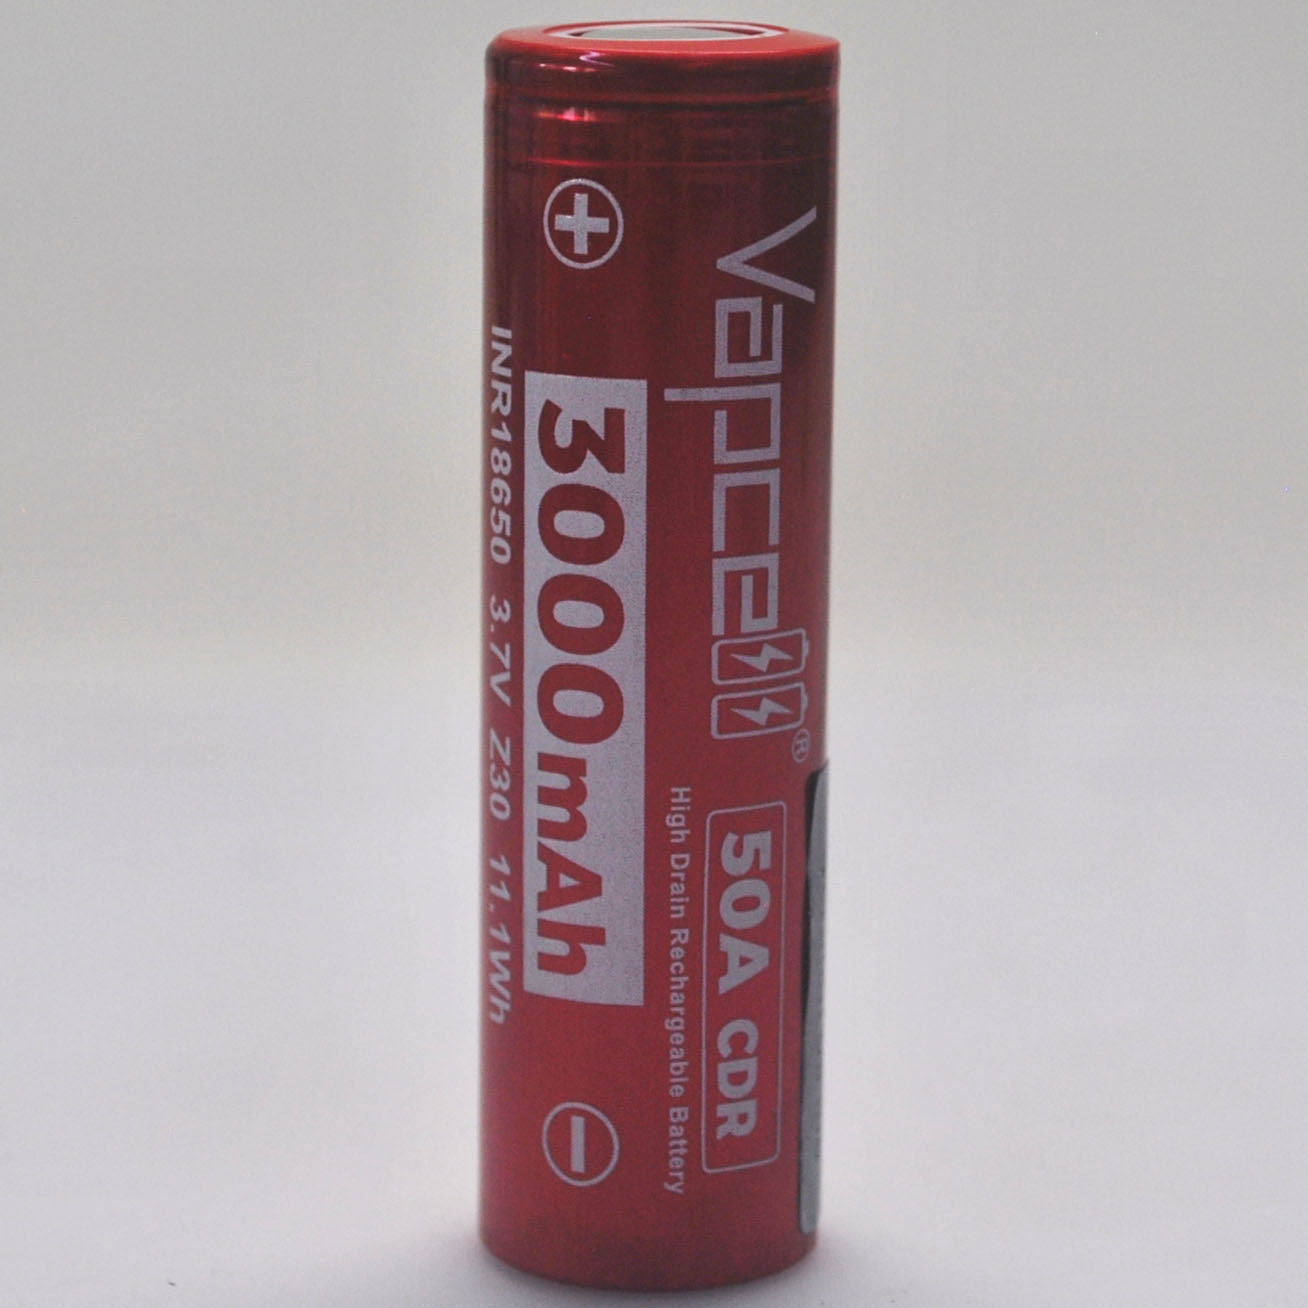 Vapcell®
50A CDR
High Drain Rechargeable Battery
3000mAh
INR18650 3.7V Z30 11.1Wh